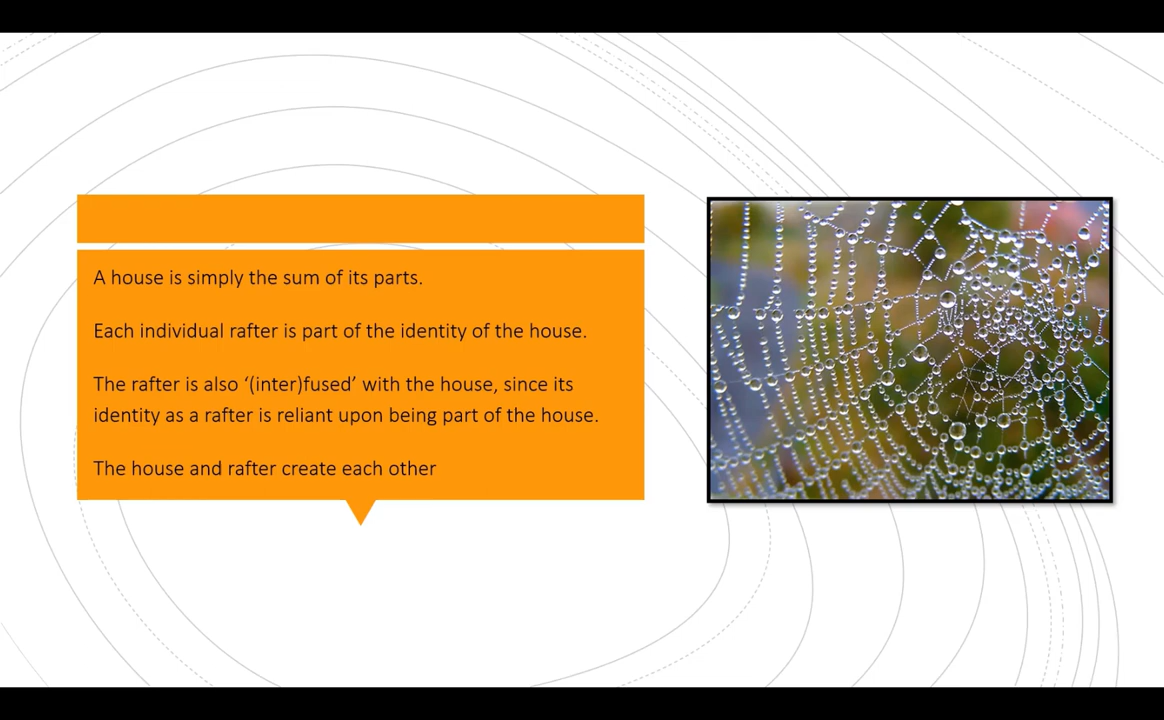 A house is simply the sum of its parts.
Each individual rafter is part of the identity of the house.
The rafter is also ‘(inter)fused’ with the house, since its
identity as a rafter is reliant upon being part of the house.
The house and rafter create each other